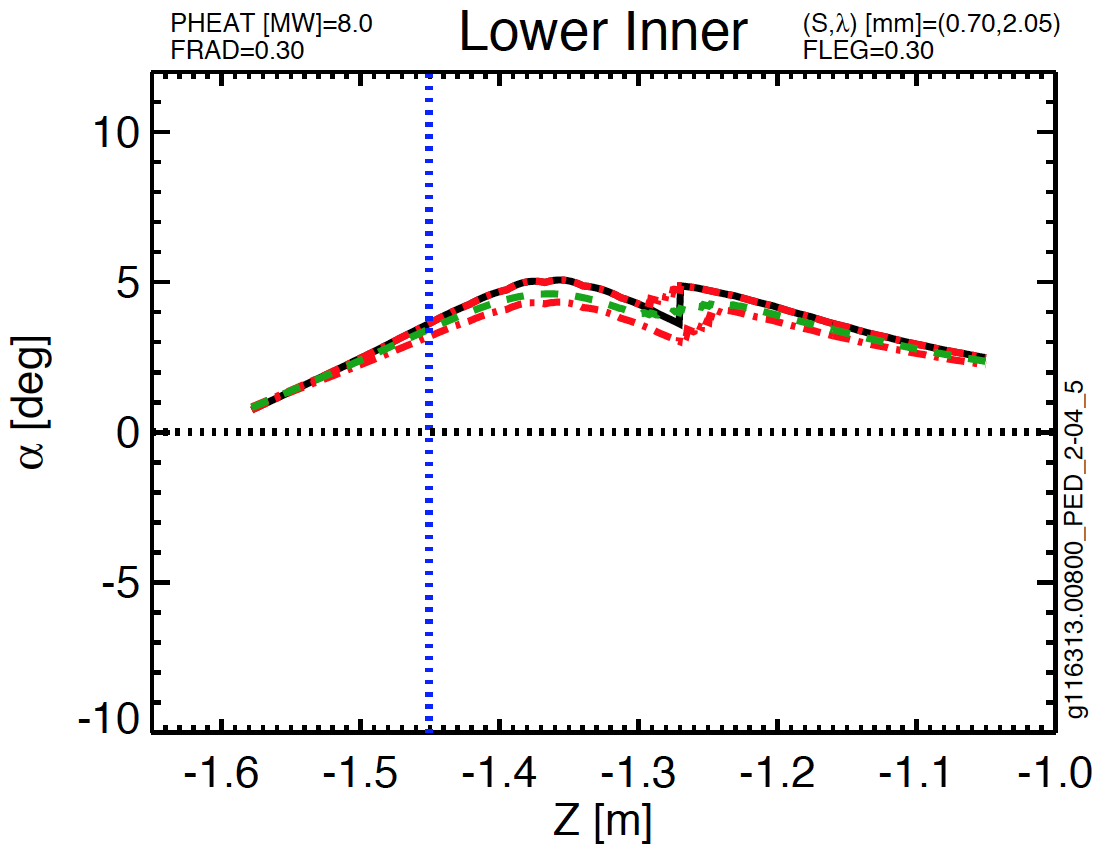 PHEAT [MW]=8.0
FRAD=0.30
Lower Inner
(S,λ) [mm]=(0.70,2.05)
FLEG=0.30
α [deg]
10
5
0
-5
-10
-1.6 -1.5 -1.4 -1.3 -1.2 -1.1 -1.0
Z [m]
g116313.00800_PED_2-04_5